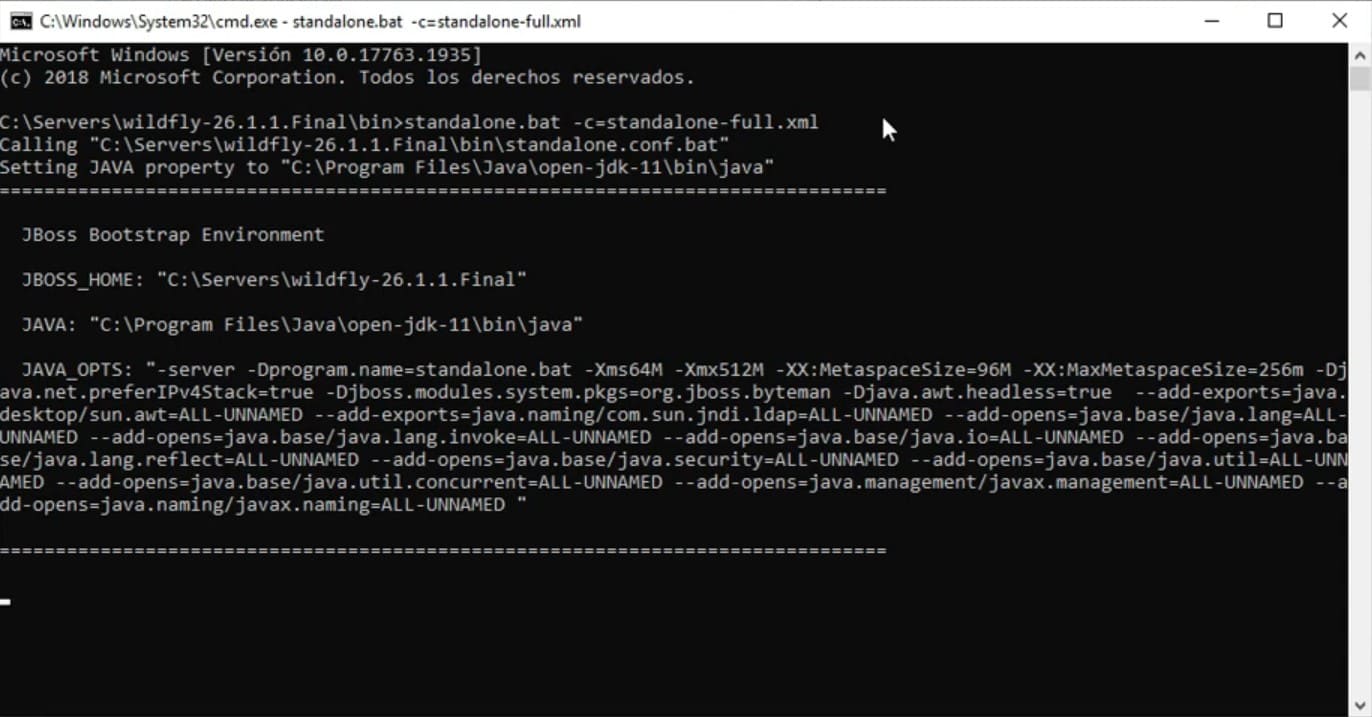 C:\Windows\System32\cmd.exe - standalone.bat -c=standalone-full.xml
Microsoft Windows [Versión 10.0.17763.1935]
(c) 2018 Microsoft Corporation. Todos los derechos reservados.
C:\Servers\wildfly-26.1.1.Final\bin>standalone.bat -c=standalone-full.xml
Calling "C:\Servers\wildfly-26.1.1.Final\bin\standalone.conf.bat"
Setting JAVA property to "C:\Program Files\Java\open-jdk-11\bin\java"
===============================================================================
JBoss Bootstrap Environment
JBOSS_HOME: "C:\Servers\wildfly-26.1.1.Final"
JAVA: "C:\Program Files\Java\open-jdk-11\bin\java"
JAVA_OPTS: "-server -Dprogram.name=standalone.bat -Xms64M -Xmx512M -XX:MetaspaceSize=96M -XX:MaxMetaspaceSize=256m -Dj
ava.net.preferIPv4Stack=true -Djboss.modules.system.pkgs=org.jboss.byteman -Djava.awt.headless=true  --add-exports=java.
desktop/sun.awt=ALL-UNNAMED --add-exports=java.naming/com.sun.jndi.ldap=ALL-UNNAMED --add-opens=java.base/java.lang=ALL-
UNNAMED --add-opens=java.base/java.lang.invoke=ALL-UNNAMED --add-opens=java.base/java.io=ALL-UNNAMED --add-opens=java.ba
se/java.lang.reflect=ALL-UNNAMED --add-opens=java.base/java.security=ALL-UNNAMED --add-opens=java.base/java.util=ALL-UNN
AMED --add-opens=java.base/java.util.concurrent=ALL-UNNAMED --add-opens=java.management/javax.management=ALL-UNNAMED --a
dd-opens=java.naming/javax.naming=ALL-UNNAMED "
===============================================================================